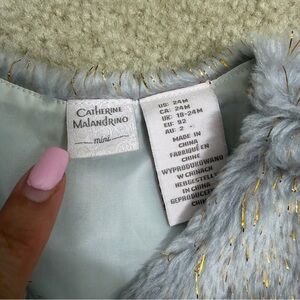 Catherine
Malandrino
mini
US: 24M
CA: 24M
UK: 18-24M
EU: 92
AU: 2
MADE IN
CHINA
FABRIQUÉ EN
CHINE
WYPRODUKOWANO
W CHINACH
HERGESTELLT
IN CHINA
GEPRODUCEER